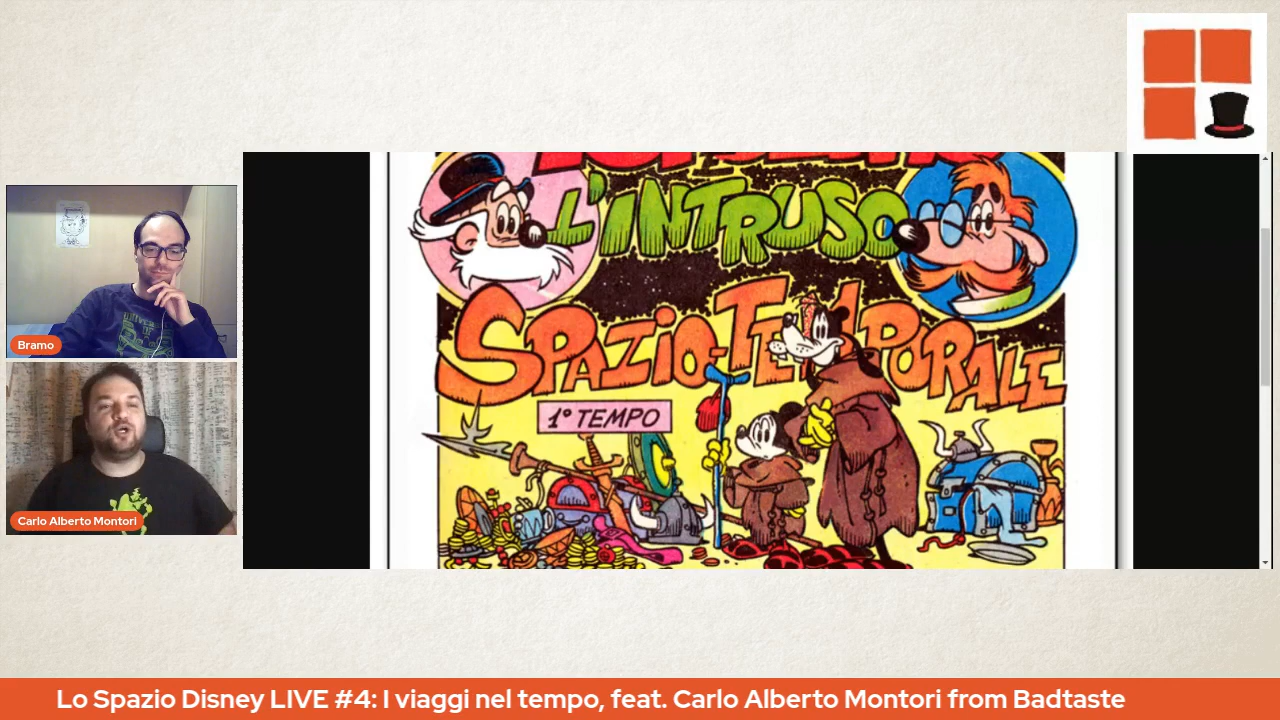 L'INTRUSO
SPAZIO-TEMPORALE
1° TEMPO
Bramo
Carlo Alberto Montori
Lo Spazio Disney LIVE #4: I viaggi nel tempo, feat. Carlo Alberto Montori from Badtaste